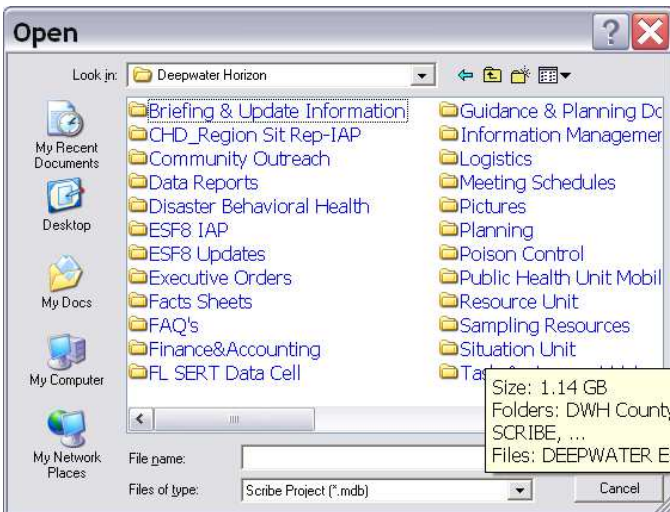 Open
Look in: Deepwater Horizon
My Recent
Documents
Desktop
My Docs
My Computer
My Network
Places
Briefing & Update Information
CHD_Region Sit Rep-IAP
Community Outreach
Data Reports
Disaster Behavioral Health
ESF8 IAP
ESF8 Updates
Executive Orders
Facts Sheets
FAQ's
Finance&Accounting
FL SERT Data Cell
Guidance & Planning Do
Information Managemer
Logistics
Meeting Schedules
Pictures
Planning
Poison Control
Public Health Unit Mobil
Resource Unit
Sampling Resources
Situation Unit
Size: 1.14 GB
Folders: DWH County
SCRIBE, ...
Files: DEEPWATER E
File name:
Files of type: Scribe Project (*.mdb)
Cancel